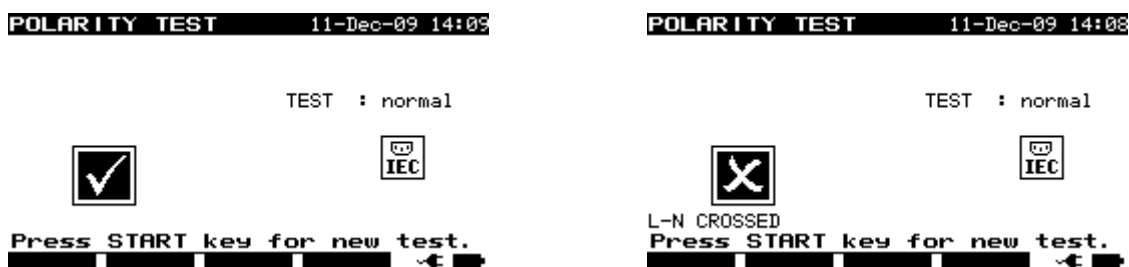 POLARITY TEST 11-Dec-09 14:09
TEST : normal
IEC
Press START key for new test.
POLARITY TEST 11-Dec-09 14:08
TEST : normal
IEC
L-N CROSSED
Press START key for new test.